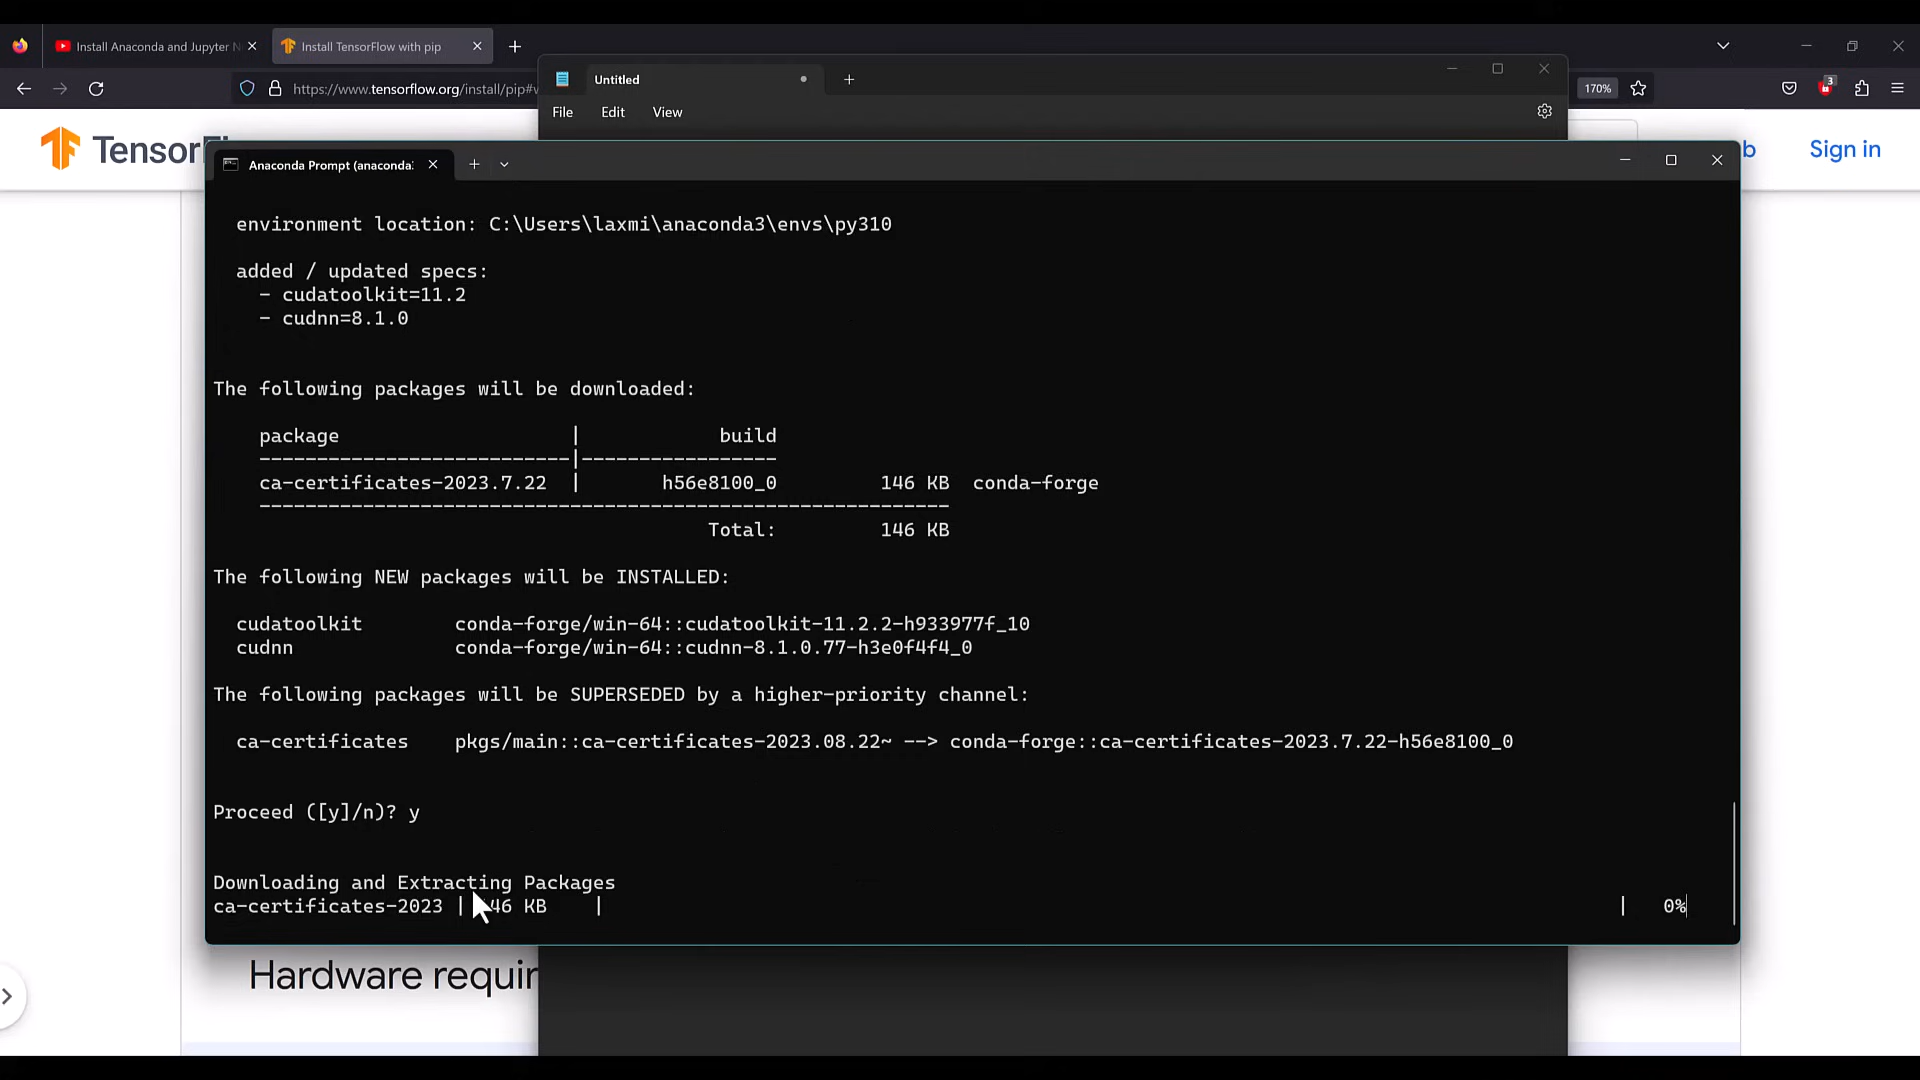 Install Anaconda and Jupyter N
Install TensorFlow with pip
https://www.tensorflow.org/install/pip#w
170%
3
Untitled
File Edit View
Sign in
Anaconda Prompt (anaconda:
environment location: C:\Users\laxmi\anaconda3\envs\py310
added / updated specs:
- cudatoolkit=11.2
- cudnn=8.1.0
The following packages will be downloaded:
package | build
---------------------------|-----------------
ca-certificates-2023.7.22 | h56e8100_0 146 KB conda-forge
------------------------------------------------------------
Total: 146 KB
The following NEW packages will be INSTALLED:
cudatoolkit conda-forge/win-64::cudatoolkit-11.2.2-h933977f_10
cudnn conda-forge/win-64::cudnn-8.1.0.77-h3e0f4f4_0
The following packages will be SUPERSEDED by a higher-priority channel:
ca-certificates pkgs/main::ca-certificates-2023.08.22~ --> conda-forge::ca-certificates-2023.7.22-h56e8100_0
Proceed ([y]/n)? y
Downloading and Extracting Packages
ca-certificates-2023 | 146 KB | | 0%
Hardware requir